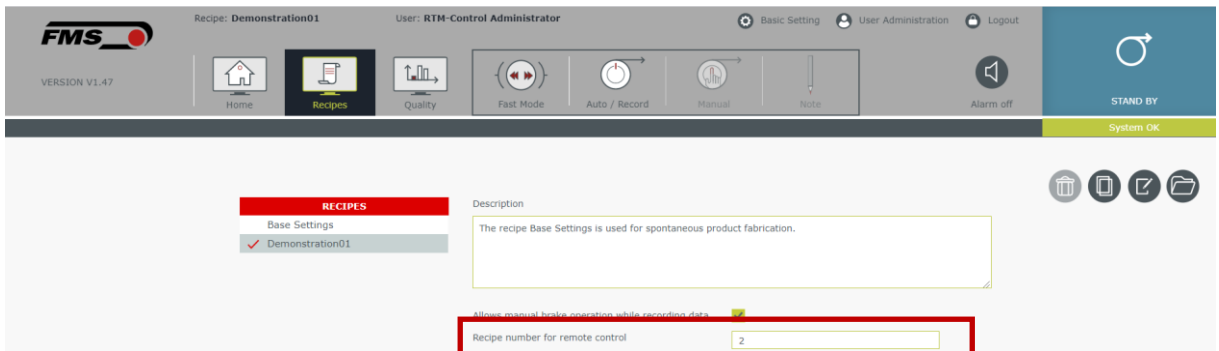 Recipe: Demonstration01 User: RTM-Control Administrator Basic Setting User Administration Logout
FMS
VERSION V1.47
Home Recipes Quality Fast Mode Auto / Record Manual Note Alarm off STAND BY
System OK
RECIPES Description
Base Settings The recipe Base Settings is used for spontaneous product fabrication.
Demonstration01
Allows manual brake operation while recording data
Recipe number for remote control 2